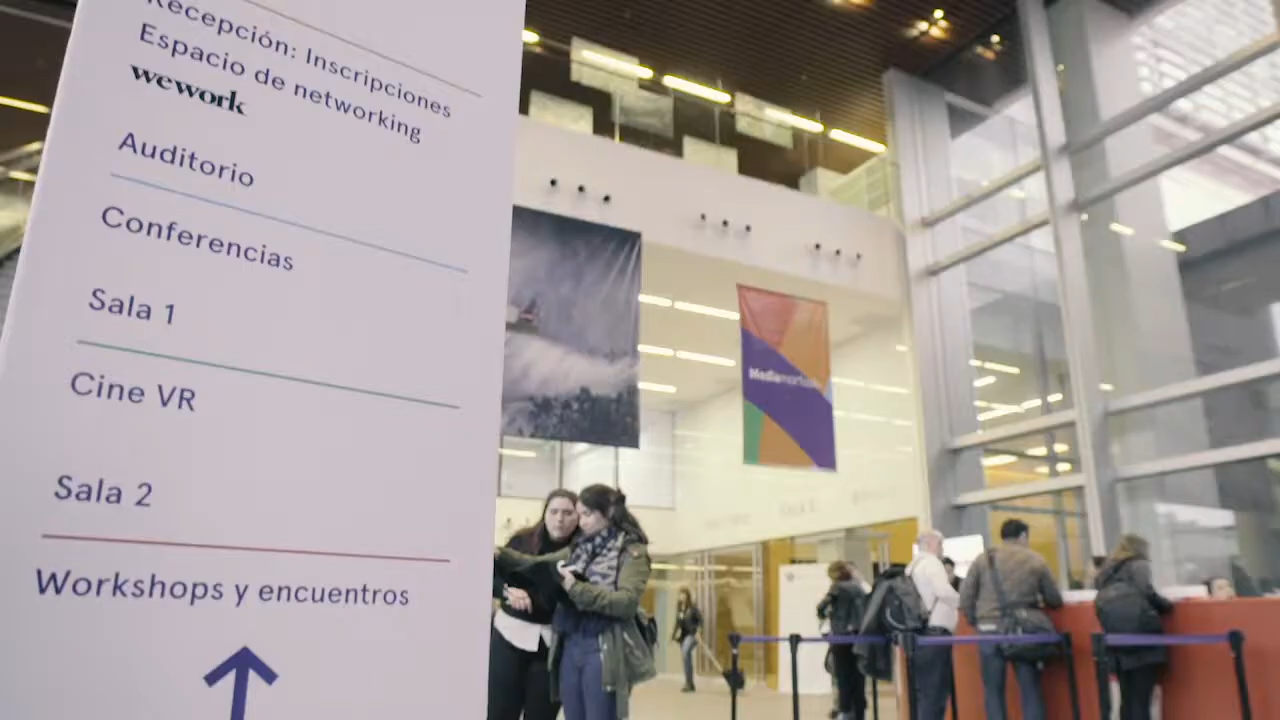 Recepción: Inscripciones
Espacio de networking
wework
Auditorio
Conferencias
Sala 1
Cine VR
Sala 2
Workshops y encuentros